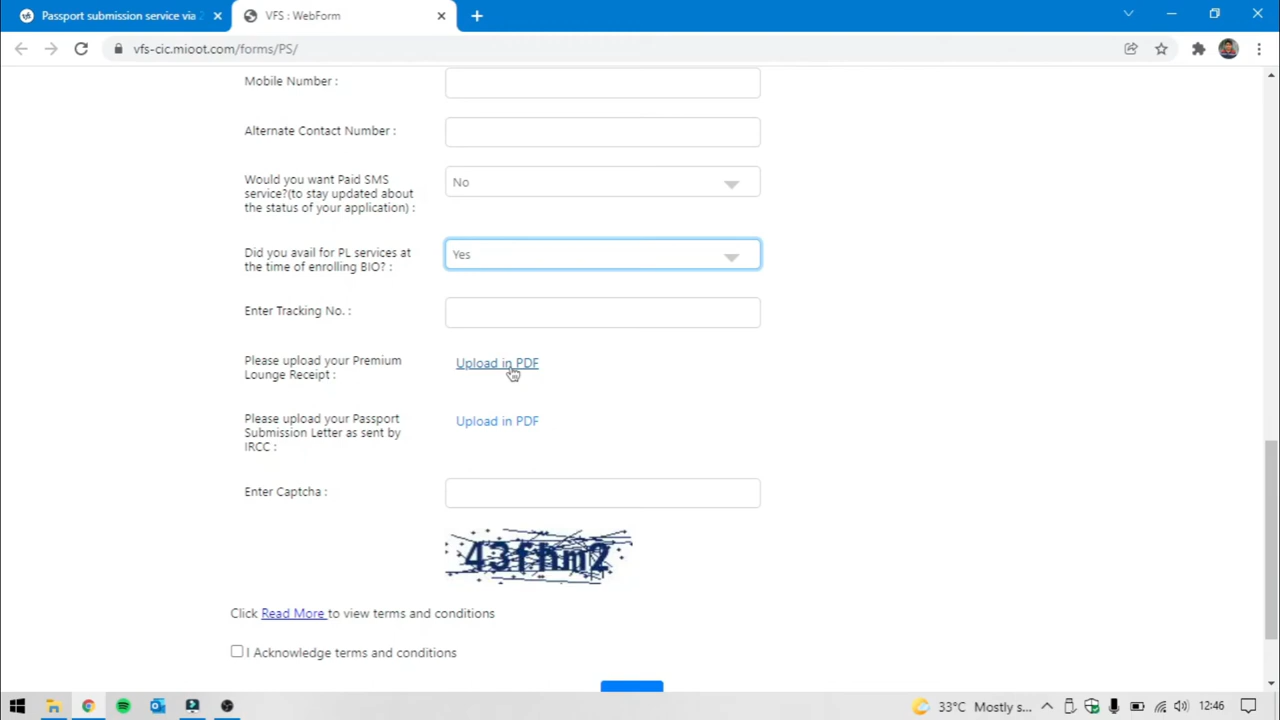 Passport submission service via 2
VFS : WebForm
vfs-cic.mioot.com/forms/PS/
Mobile Number :
Alternate Contact Number :
Would you want Paid SMS
service?(to stay updated about
the status of your application) :
No
Did you avail for PL services at
the time of enrolling BIO? :
Yes
Enter Tracking No. :
Please upload your Premium
Lounge Receipt :
Upload in PDF
Please upload your Passport
Submission Letter as sent by
IRCC :
Upload in PDF
Enter Captcha :
43fhm2
Click Read More to view terms and conditions
I Acknowledge terms and conditions
33°C Mostly s...
12:46